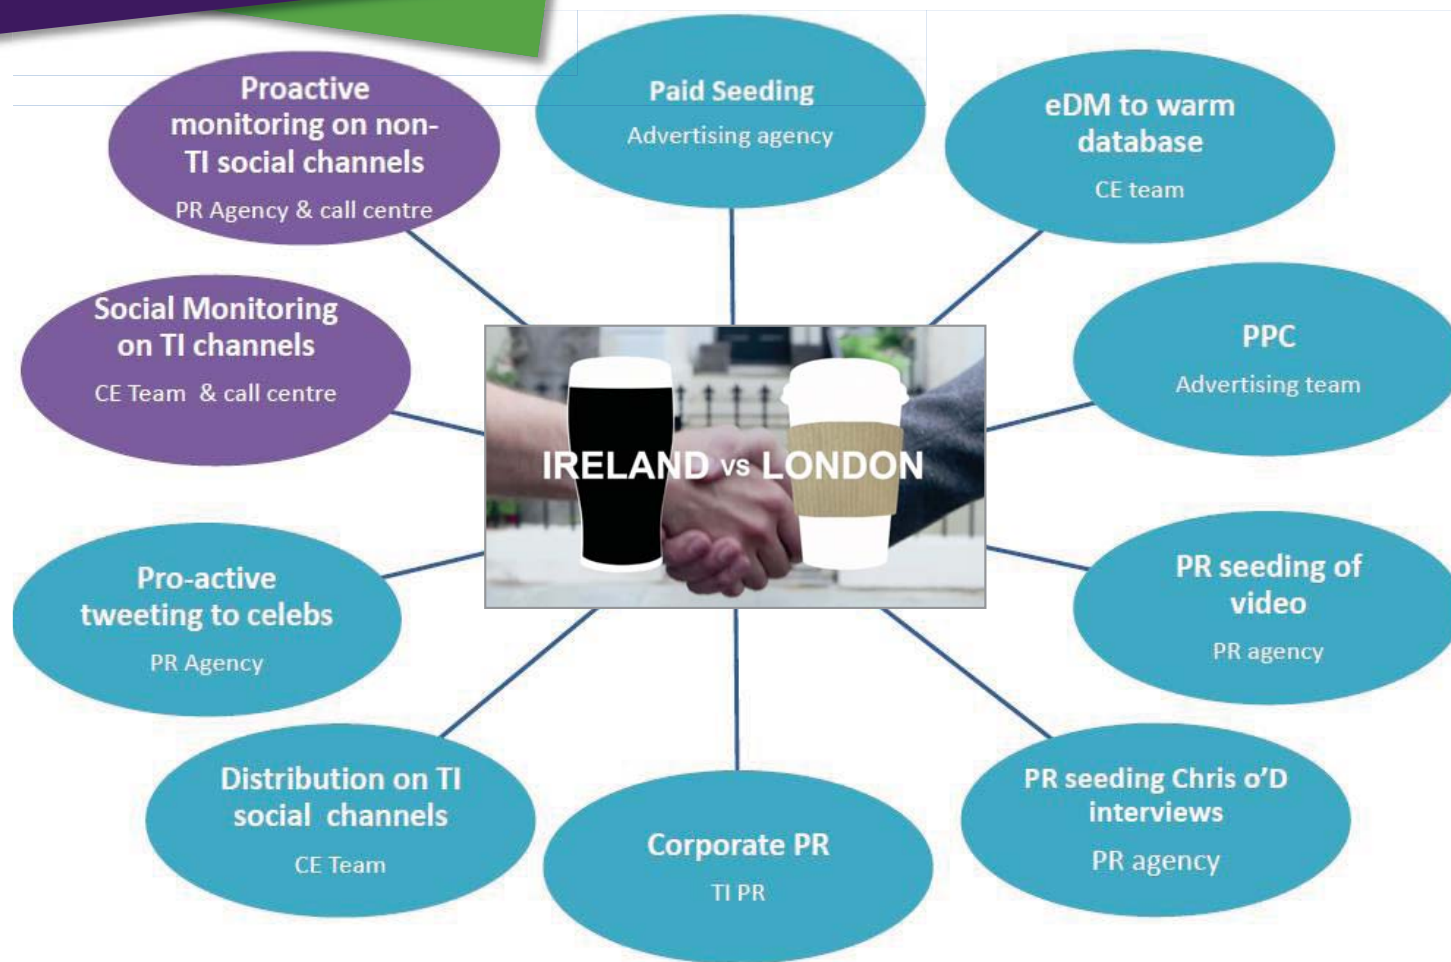 Proactive
monitoring on non-
TI social channels
PR Agency & call centre
Paid Seeding
Advertising agency
eDM to warm
database
CE team
Social Monitoring
on TI channels
CE Team & call centre
PPC
Advertising team
IRELAND vs LONDON
Pro-active
tweeting to celebs
PR Agency
PR seeding of
video
PR agency
Distribution on TI
social channels
CE Team
Corporate PR
TI PR
PR seeding Chris o'D
interviews
PR agency